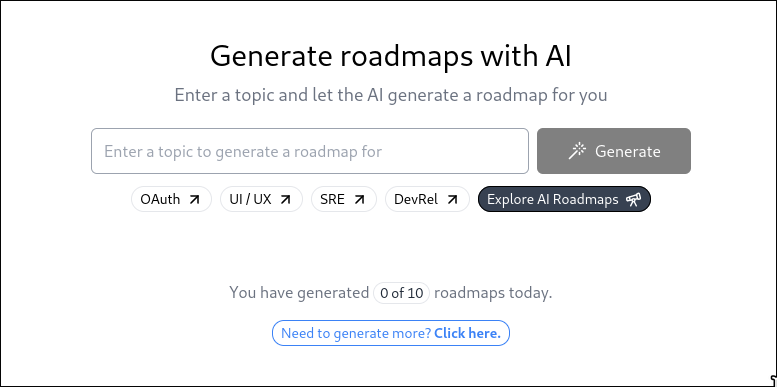 Generate roadmaps with AI
Enter a topic and let the AI generate a roadmap for you
Enter a topic to generate a roadmap for Generate
OAuth UI / UX SRE DevRel Explore AI Roadmaps
You have generated 0 of 10 roadmaps today.
Need to generate more? Click here.